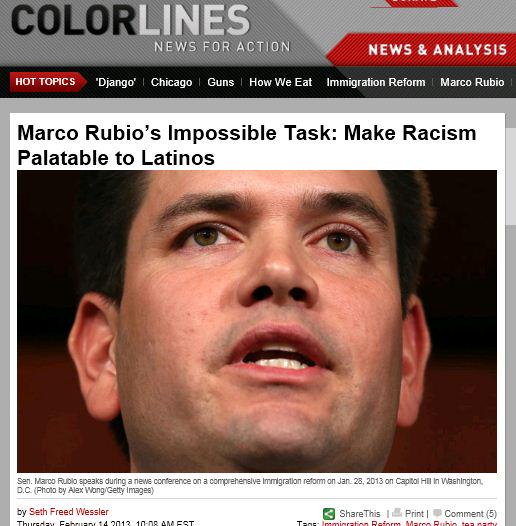 DONATE
COLORLINES
NEWS FOR ACTION
NEWS & ANALYSIS
HOT TOPICS 'Django' Chicago Guns How We Eat Immigration Reform Marco Rubio
Marco Rubio's Impossible Task: Make Racism
Palatable to Latinos
Sen. Marco Rubio speaks during a news conference on a comprehensive immigration reform on Jan. 28, 2013 on Capitol Hill in Washington,
D.C. (Photo by Alex Wong/Getty Images)
by Seth Freed Wessler
ShareThis | Print | Comment (5)
Thursday, February 14 2013, 10:08 AM EST
Tags: Immigration Reform, Marco Rubio, tea party